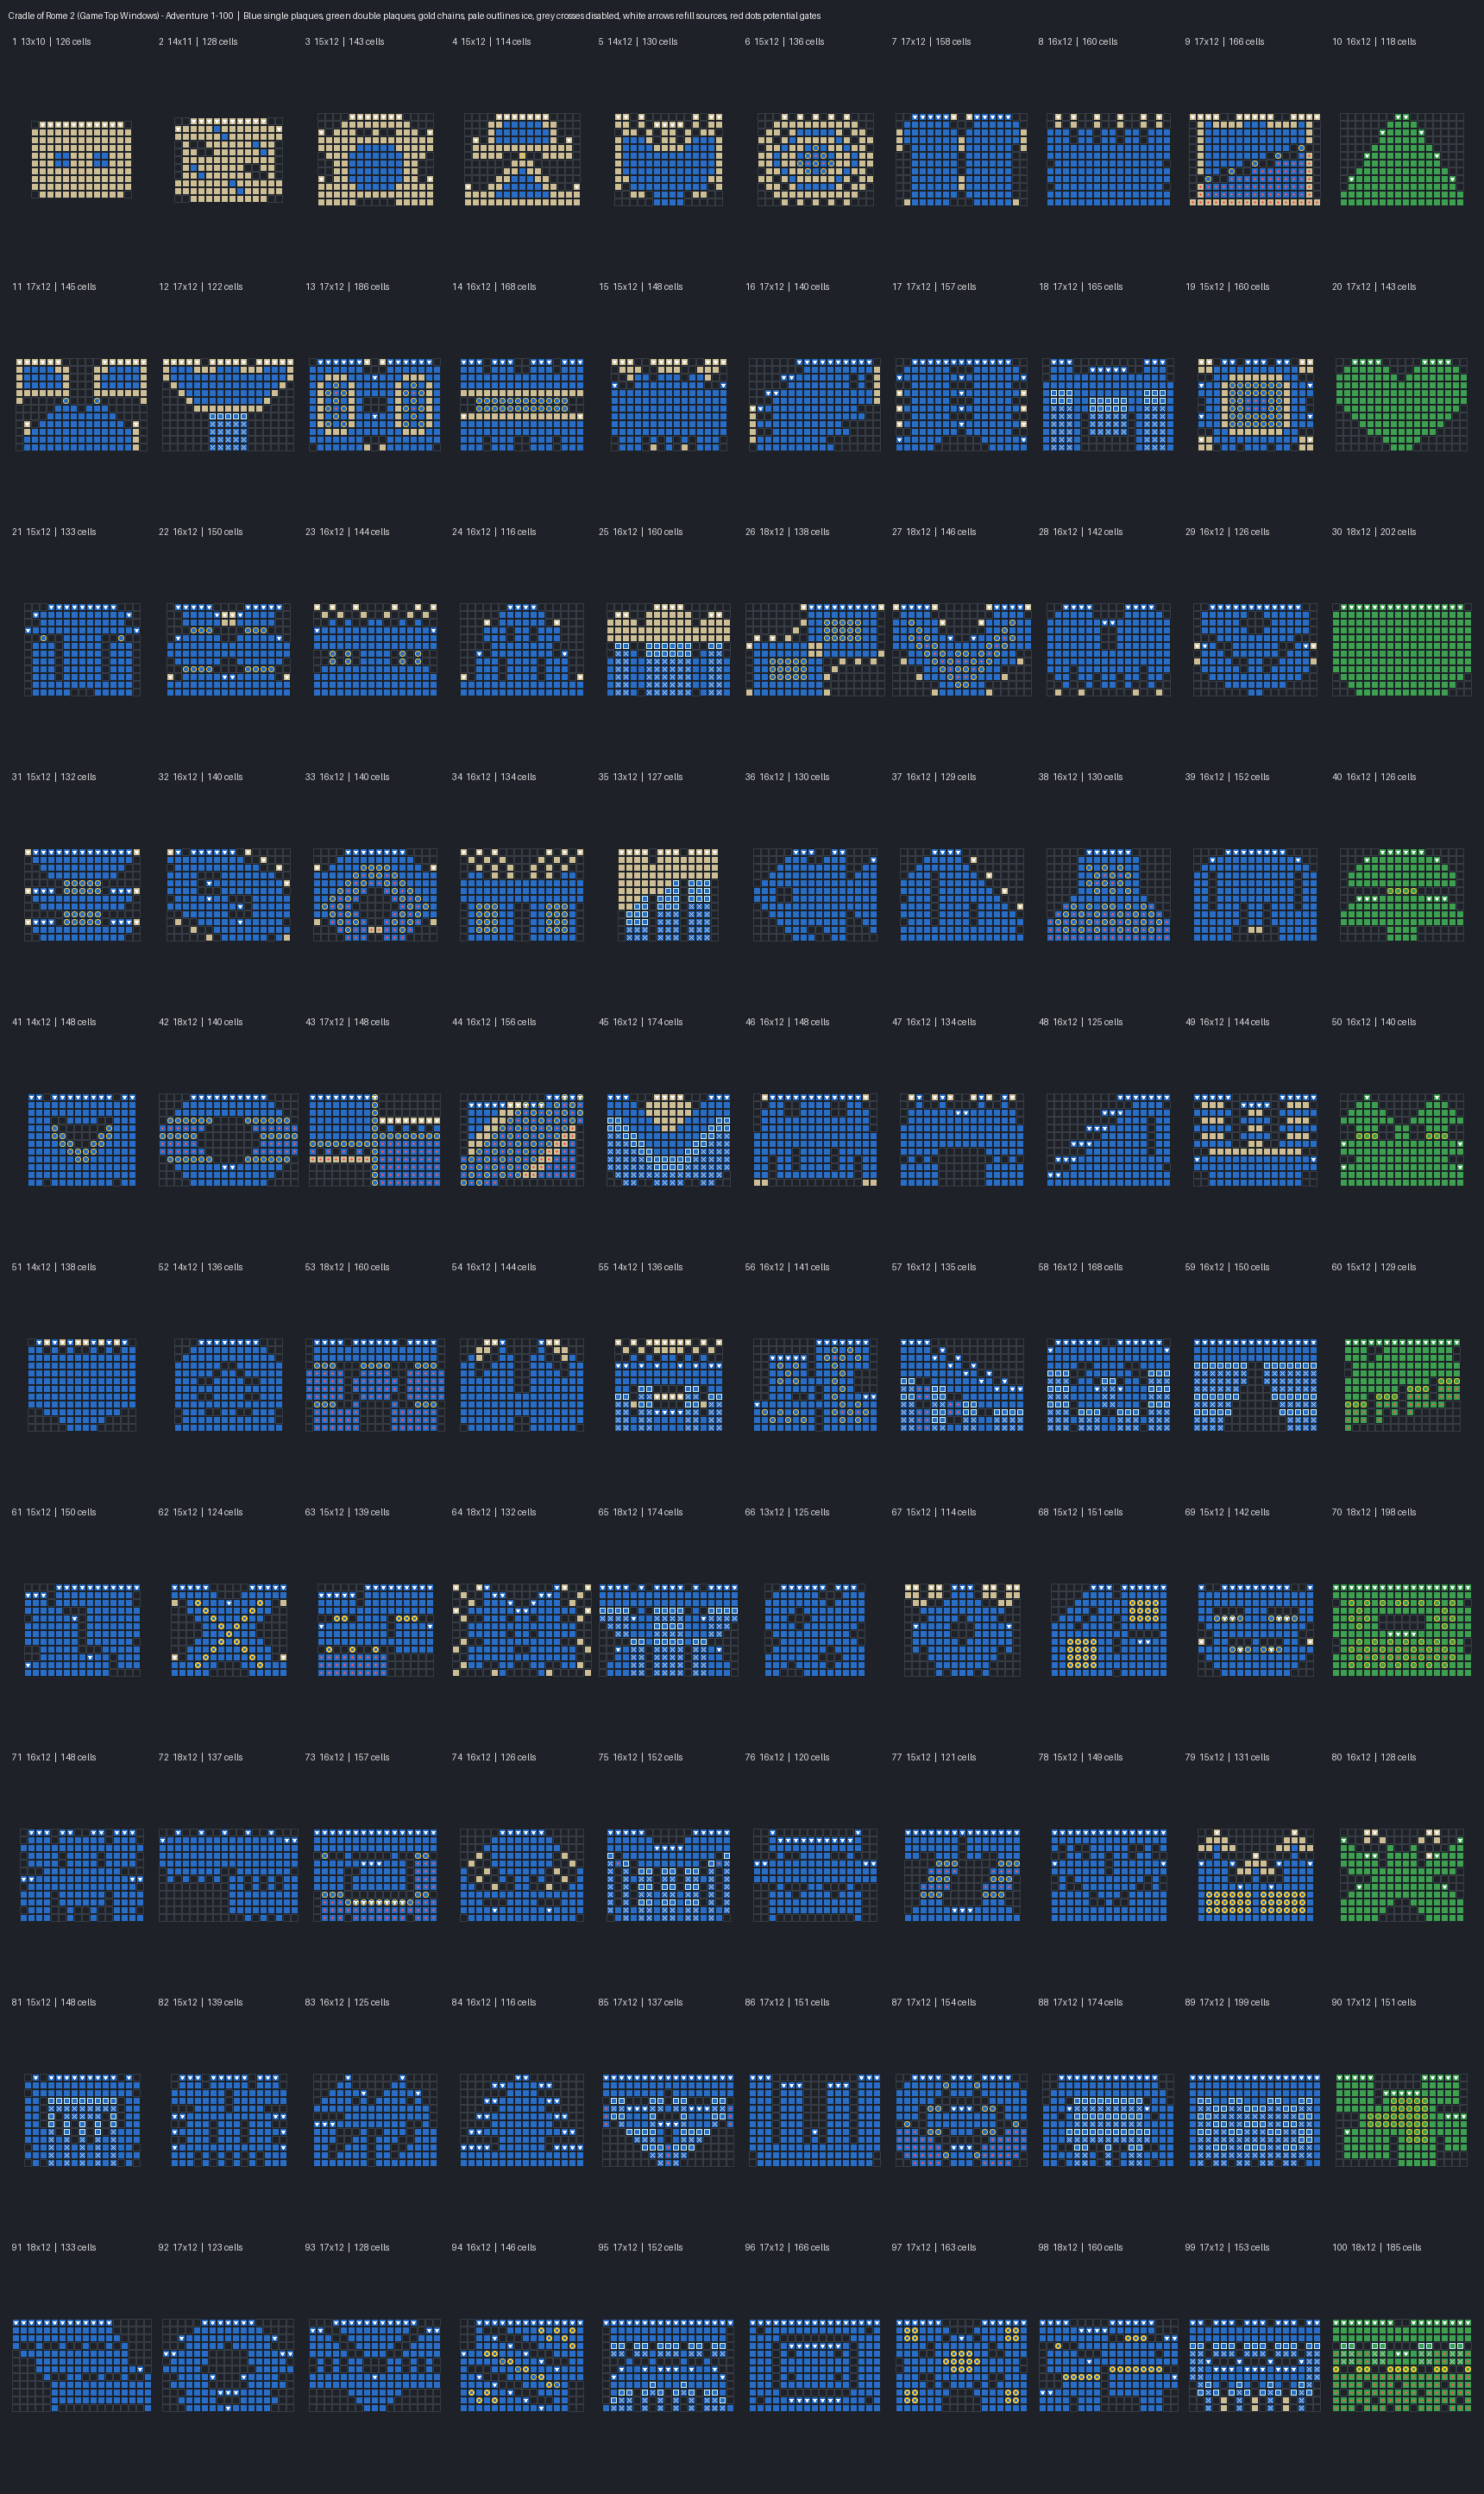 Cradle of Rome 2 (GameTop Windows) - Adventure 1-100 | Blue single plaques, green double plaques, gold chains, pale outlines ice, grey crosses disabled, white arrows refill sources, red dots potential gates
1 13x10 | 126 cells
2 14x11 | 128 cells
3 15x12 | 143 cells
4 15x12 | 114 cells
5 14x12 | 130 cells
6 15x12 | 136 cells
7 17x12 | 158 cells
8 16x12 | 160 cells
9 17x12 | 166 cells
10 16x12 | 118 cells
11 17x12 | 145 cells
12 17x12 | 122 cells
13 17x12 | 186 cells
14 16x12 | 168 cells
15 15x12 | 148 cells
16 17x12 | 140 cells
17 17x12 | 157 cells
18 17x12 | 165 cells
19 15x12 | 160 cells
20 17x12 | 143 cells
21 15x12 | 133 cells
22 16x12 | 150 cells
23 16x12 | 144 cells
24 16x12 | 116 cells
25 16x12 | 160 cells
26 18x12 | 138 cells
27 18x12 | 146 cells
28 16x12 | 142 cells
29 16x12 | 126 cells
30 18x12 | 202 cells
31 15x12 | 132 cells
32 16x12 | 140 cells
33 16x12 | 140 cells
34 16x12 | 134 cells
35 13x12 | 127 cells
36 16x12 | 130 cells
37 16x12 | 129 cells
38 16x12 | 130 cells
39 16x12 | 152 cells
40 16x12 | 126 cells
41 14x12 | 148 cells
42 18x12 | 140 cells
43 17x12 | 148 cells
44 16x12 | 156 cells
45 16x12 | 174 cells
46 16x12 | 148 cells
47 16x12 | 134 cells
48 16x12 | 125 cells
49 16x12 | 144 cells
50 16x12 | 140 cells
51 14x12 | 138 cells
52 14x12 | 136 cells
53 18x12 | 160 cells
54 16x12 | 144 cells
55 14x12 | 136 cells
56 16x12 | 141 cells
57 16x12 | 135 cells
58 16x12 | 168 cells
59 16x12 | 150 cells
60 15x12 | 129 cells
61 15x12 | 150 cells
62 15x12 | 124 cells
63 15x12 | 139 cells
64 18x12 | 132 cells
65 18x12 | 174 cells
66 13x12 | 125 cells
67 15x12 | 114 cells
68 15x12 | 151 cells
69 15x12 | 142 cells
70 18x12 | 198 cells
71 16x12 | 148 cells
72 18x12 | 137 cells
73 16x12 | 157 cells
74 16x12 | 126 cells
75 16x12 | 152 cells
76 16x12 | 120 cells
77 15x12 | 121 cells
78 15x12 | 149 cells
79 15x12 | 131 cells
80 16x12 | 128 cells
81 15x12 | 148 cells
82 15x12 | 139 cells
83 16x12 | 125 cells
84 16x12 | 116 cells
85 17x12 | 137 cells
86 17x12 | 151 cells
87 17x12 | 154 cells
88 17x12 | 174 cells
89 17x12 | 199 cells
90 17x12 | 151 cells
91 18x12 | 133 cells
92 17x12 | 123 cells
93 17x12 | 128 cells
94 16x12 | 146 cells
95 17x12 | 152 cells
96 17x12 | 166 cells
97 17x12 | 163 cells
98 18x12 | 160 cells
99 17x12 | 153 cells
100 18x12 | 185 cells